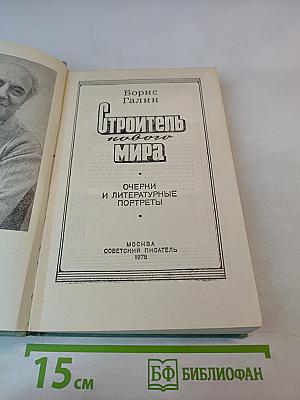 Борис
Галин
Строитель
нового
мира
ОЧЕРКИ
И ЛИТЕРАТУРНЫЕ
ПОРТРЕТЫ
МОСКВА
СОВЕТСКИЙ ПИСАТЕЛЬ
1978
15 см
БФ БИБЛИОФАН